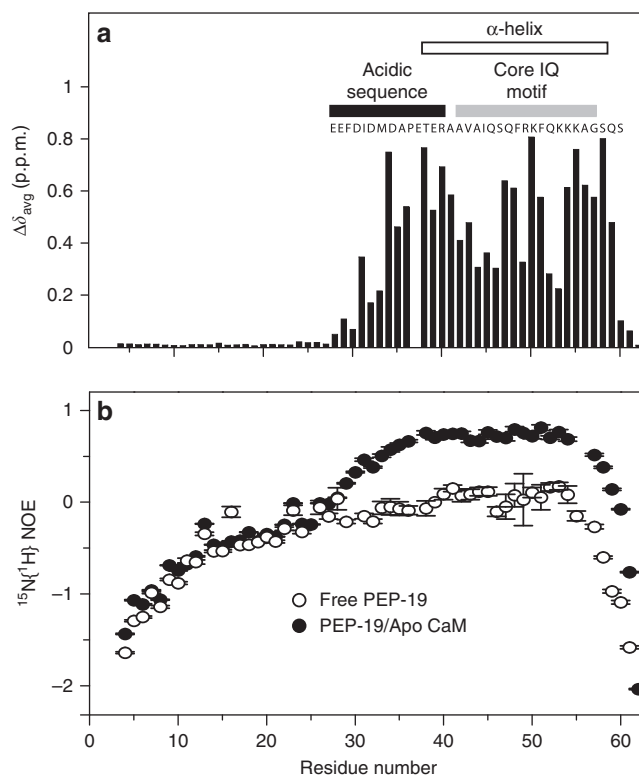 a
α-helix
Acidic sequence
Core IQ motif
EEFDIDMDAPETERAAVAIQSQFRKFQKKKAGSQS
Δδavg (p.p.m.)
1
0.8
0.6
0.4
0.2
0
b
15N{1H} NOE
1
0
−1
−2
Free PEP-19
PEP-19/Apo CaM
0 10 20 30 40 50 60
Residue number